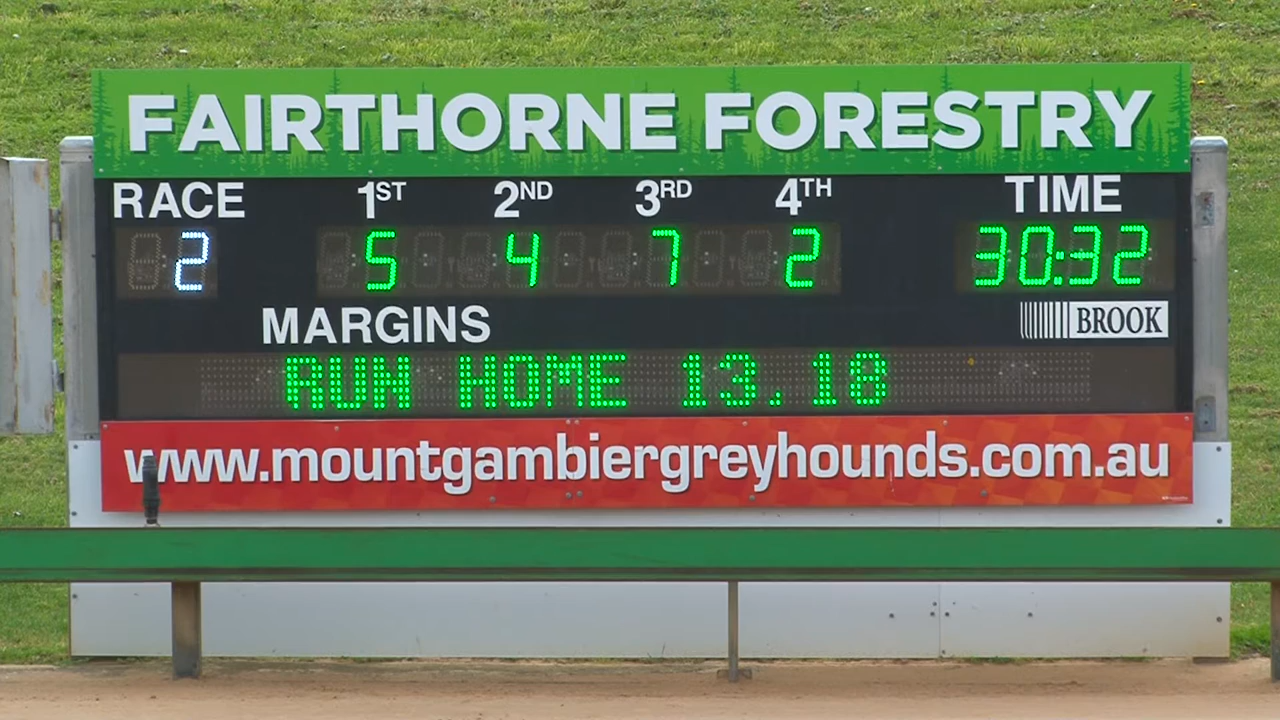 FAIRTHORNE FORESTRY
RACE 1ST 2ND 3RD 4TH TIME
2 5 4 7 2 30:32
MARGINS BROOK
RUN HOME 13.18
www.mountgambiergreyhounds.com.au